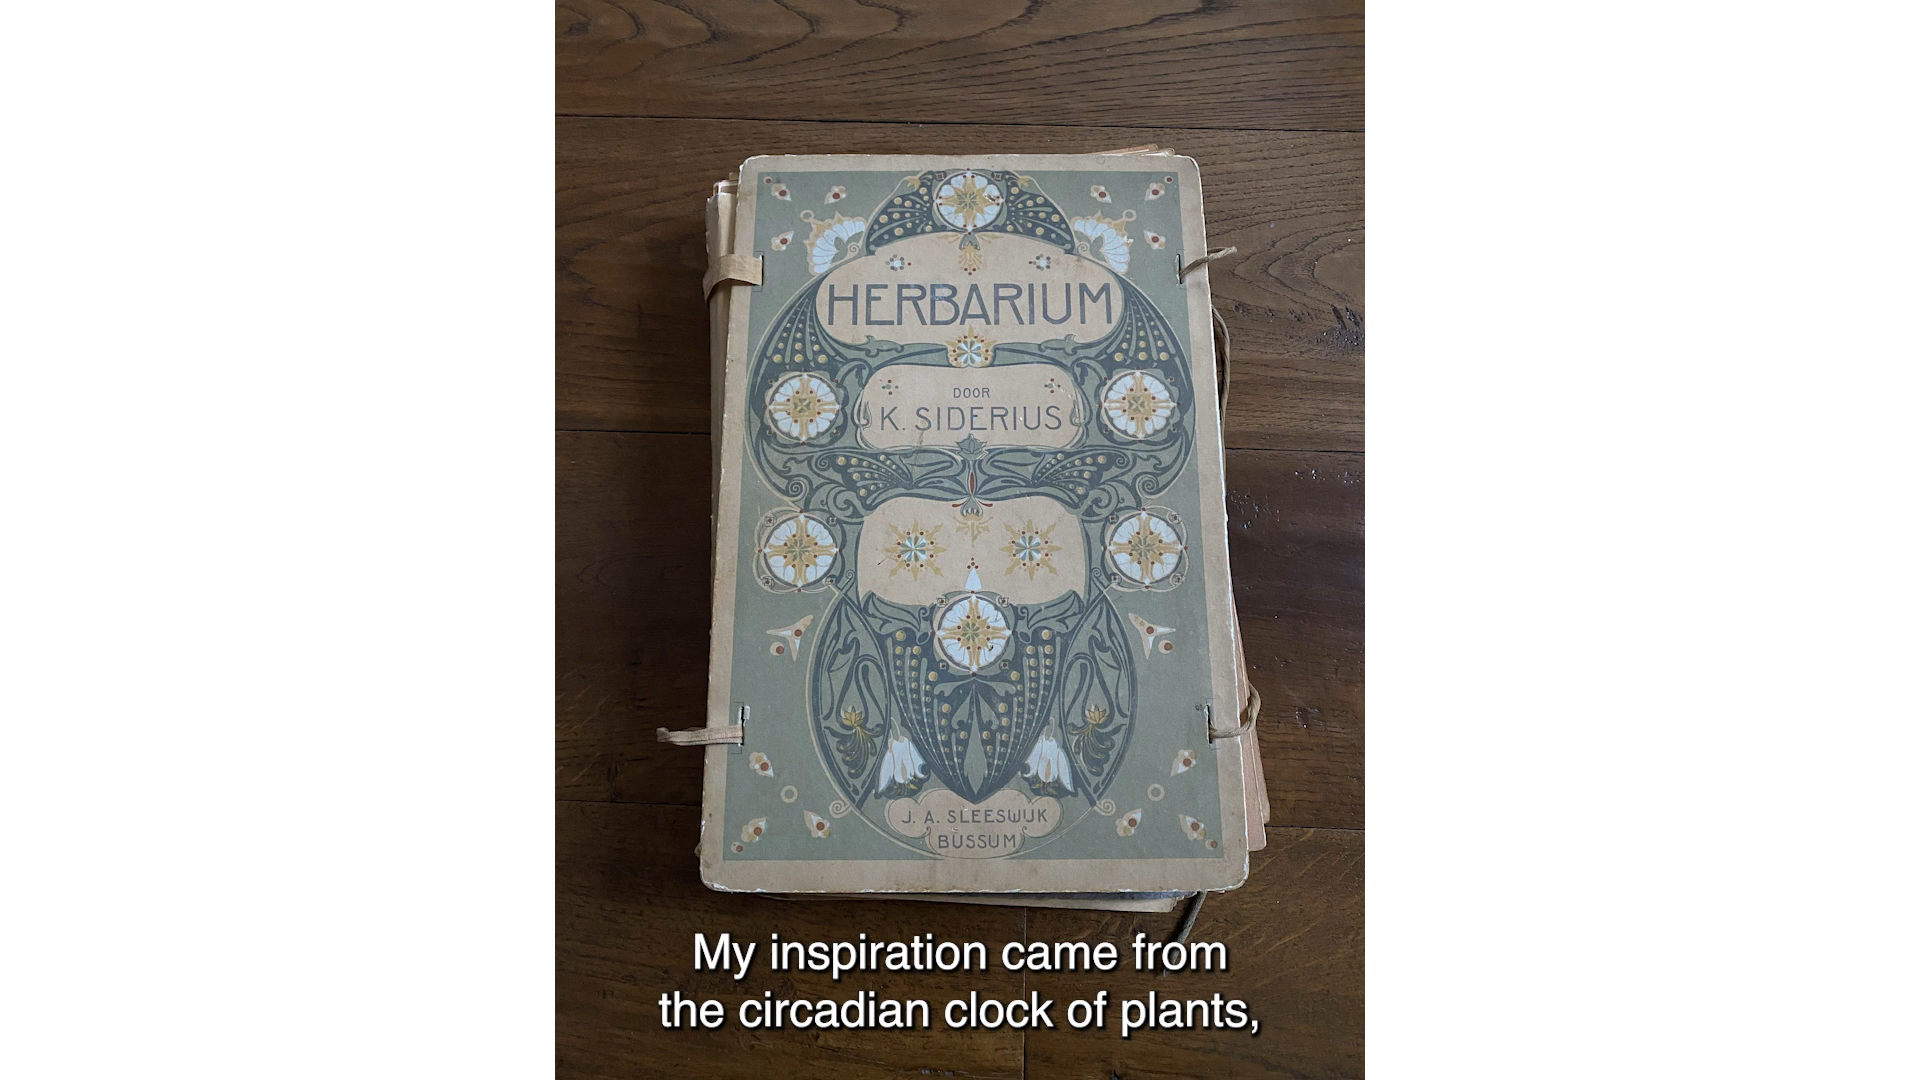 HERBARIUM
DOOR
K. SIDERIUS
J. A. SLEESWIJK
BUSSUM
My inspiration came from
the circadian clock of plants,